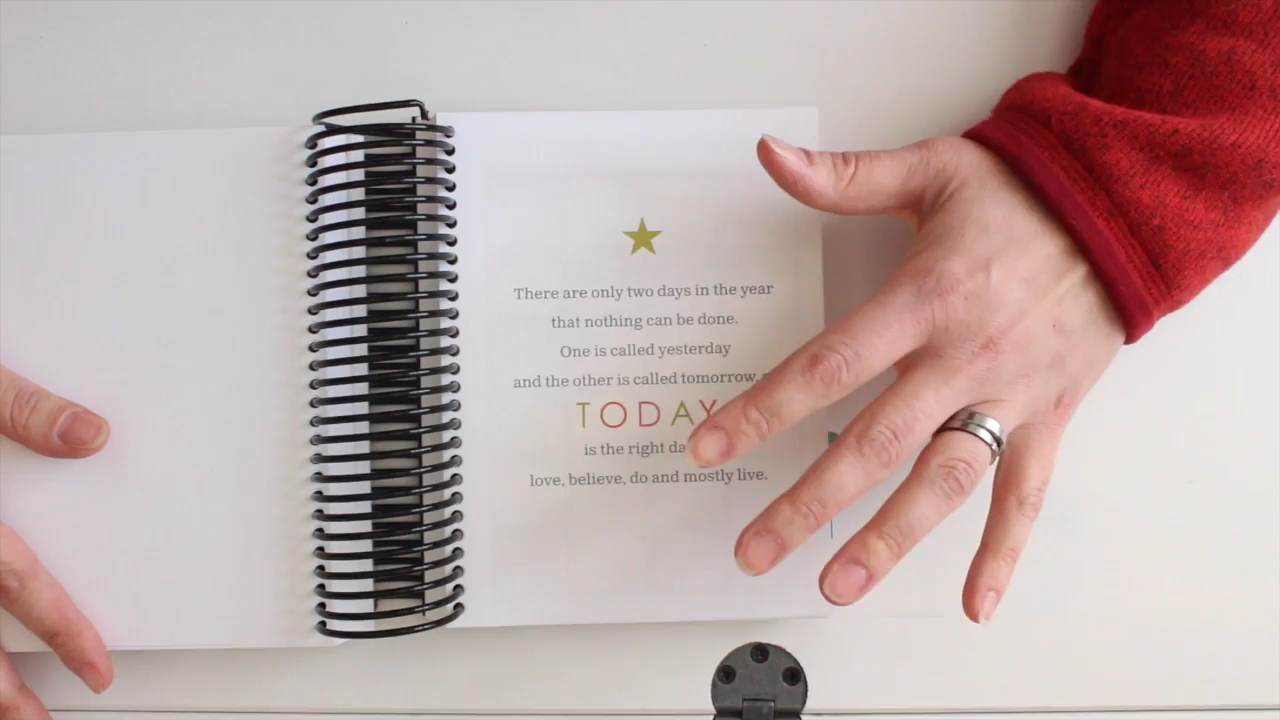 There are only two days in the year
that nothing can be done.
One is called yesterday
and the other is called tomorrow,
TODAY
is the right
love, believe, do and mostly live.